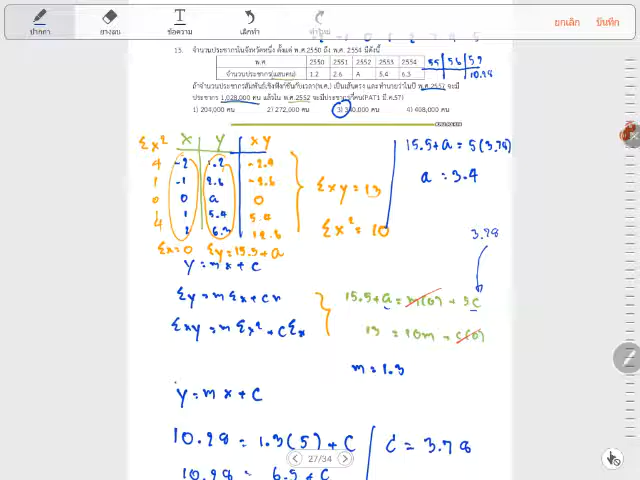 ยกเลิก บันทึก
ปากกา ยางลบ ข้อความ เลิกทำ ทำใหม่
15. จำนวนประชากรในจังหวัดหนึ่ง ตั้งแต่ พ.ศ.2550 ถึง พ.ศ. 2554 มีดังนี้
พ.ศ 2550 2551 2552 2553 2554
จำนวนประชากร(แสนคน) 1.2 2.6 A 5.4 6.3
55 56 57
10.28
ถ้าจำนวนประชากรสัมพันธ์เชิงฟังก์ชันกับเวลา(พ.ศ.) เป็นเส้นตรง และทำนายว่าในปี พ.ศ.2557 จะมี
ประชากร 1,028,000 คน แล้วใน พ.ศ.2552 จะมีประชากรกี่คน(PAT1 มี.ค.57)
1) 204,000 คน 2) 272,000 คน 3) 340,000 คน 4) 408,000 คน
Σx² x y xy
4 -2 1.2 -2.4
1 -1 2.6 -2.6
0 0 a 0
1 1 5.4 5.4
4 2 6.3 12.6
Σx=0 Σy=15.5+a
Σxy = 13
Σx² = 10
15.5+a = 5(3.78)
a = 3.4
3.78
y = mx + c
Σy = mΣx + cn
Σxy = mΣx² + cΣx
15.5+a = m(0) + 5c
13 = 10m + c(0)
m = 1.3
y = mx + c
10.28 = 1.3(5) + c
c = 3.78
10.28 = 6.5 + c
27/34